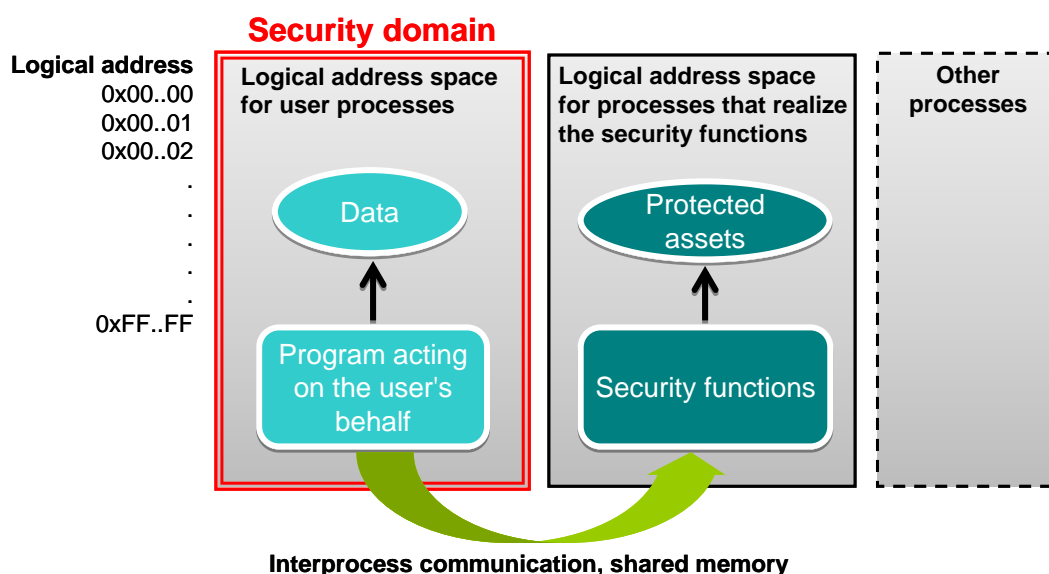 Security domain
Logical address
0x00..00
0x00..01
0x00..02
.
.
.
.
.
0xFF..FF
Logical address space
for user processes
Data
Program acting
on the user's
behalf
Logical address space
for processes that realize
the security functions
Protected
assets
Security functions
Other
processes
Interprocess communication, shared memory